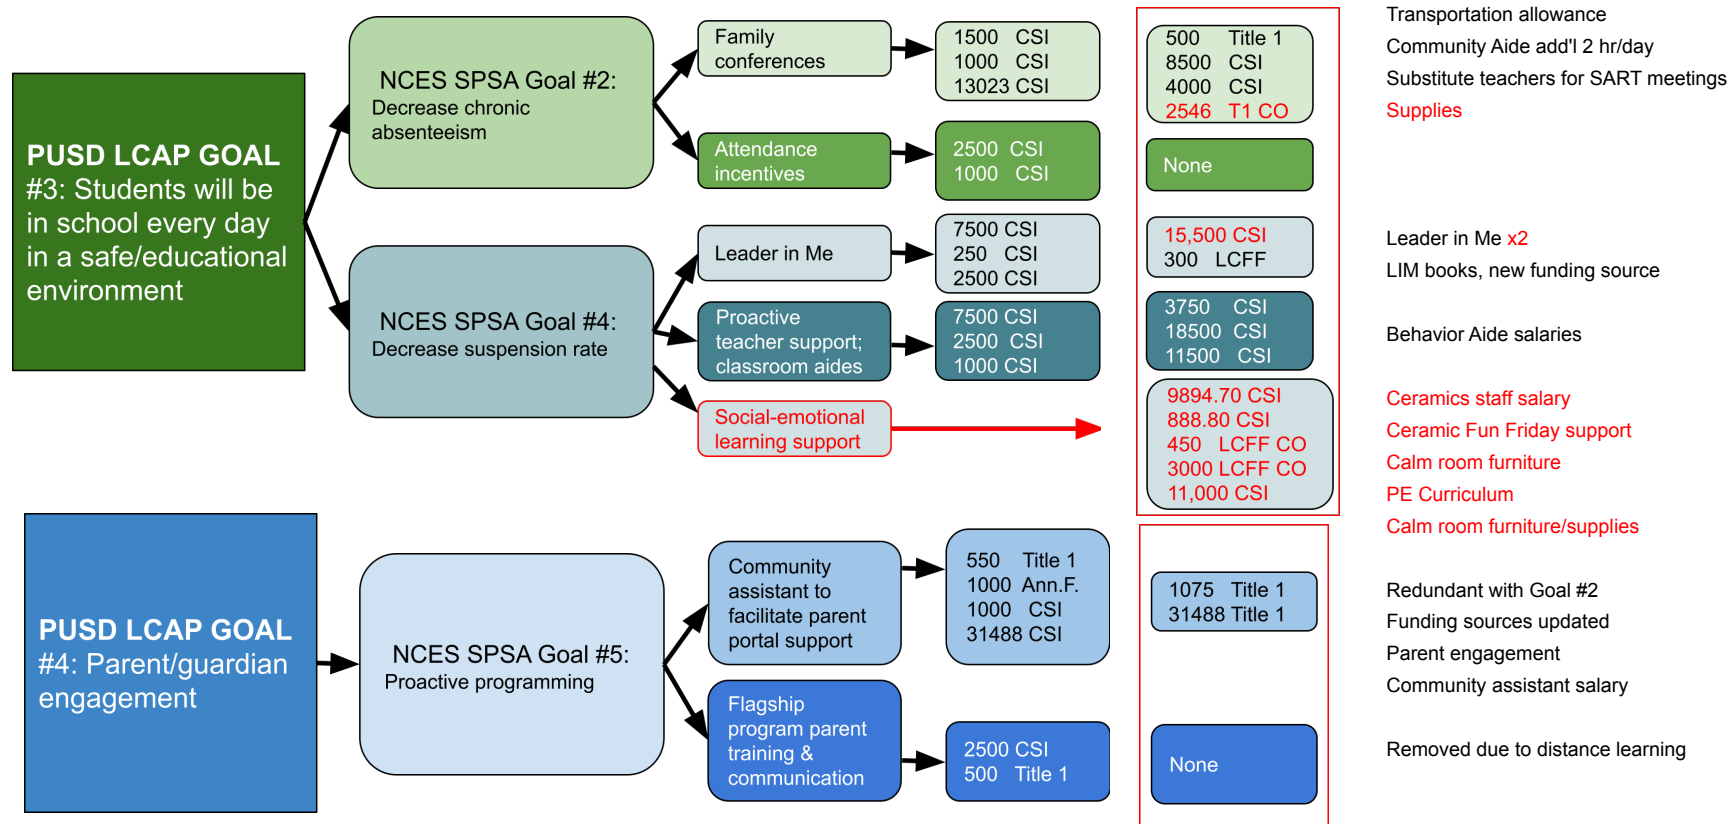 PUSD LCAP GOAL
#3: Students will be
in school every day
in a safe/educational
environment
NCES SPSA Goal #2:
Decrease chronic
absenteeism
Family
conferences
1500 CSI
1000 CSI
13023 CSI
500 Title 1
8500 CSI
4000 CSI
2546 T1 CO
Transportation allowance
Community Aide add'l 2 hr/day
Substitute teachers for SART meetings
Supplies
Attendance
incentives
2500 CSI
1000 CSI
None
NCES SPSA Goal #4:
Decrease suspension rate
Leader in Me
7500 CSI
250 CSI
2500 CSI
15,500 CSI
300 LCFF
Leader in Me x2
LIM books, new funding source
Proactive
teacher support;
classroom aides
7500 CSI
2500 CSI
1000 CSI
3750 CSI
18500 CSI
11500 CSI
Behavior Aide salaries
Social-emotional
learning support
9894.70 CSI
888.80 CSI
450 LCFF CO
3000 LCFF CO
11,000 CSI
Ceramics staff salary
Ceramic Fun Friday support
Calm room furniture
PE Curriculum
Calm room furniture/supplies
PUSD LCAP GOAL
#4: Parent/guardian
engagement
NCES SPSA Goal #5:
Proactive programming
Community
assistant to
facilitate parent
portal support
550 Title 1
1000 Ann.F.
1000 CSI
31488 CSI
1075 Title 1
31488 Title 1
Redundant with Goal #2
Funding sources updated
Parent engagement
Community assistant salary
Flagship
program parent
training &
communication
2500 CSI
500 Title 1
None
Removed due to distance learning